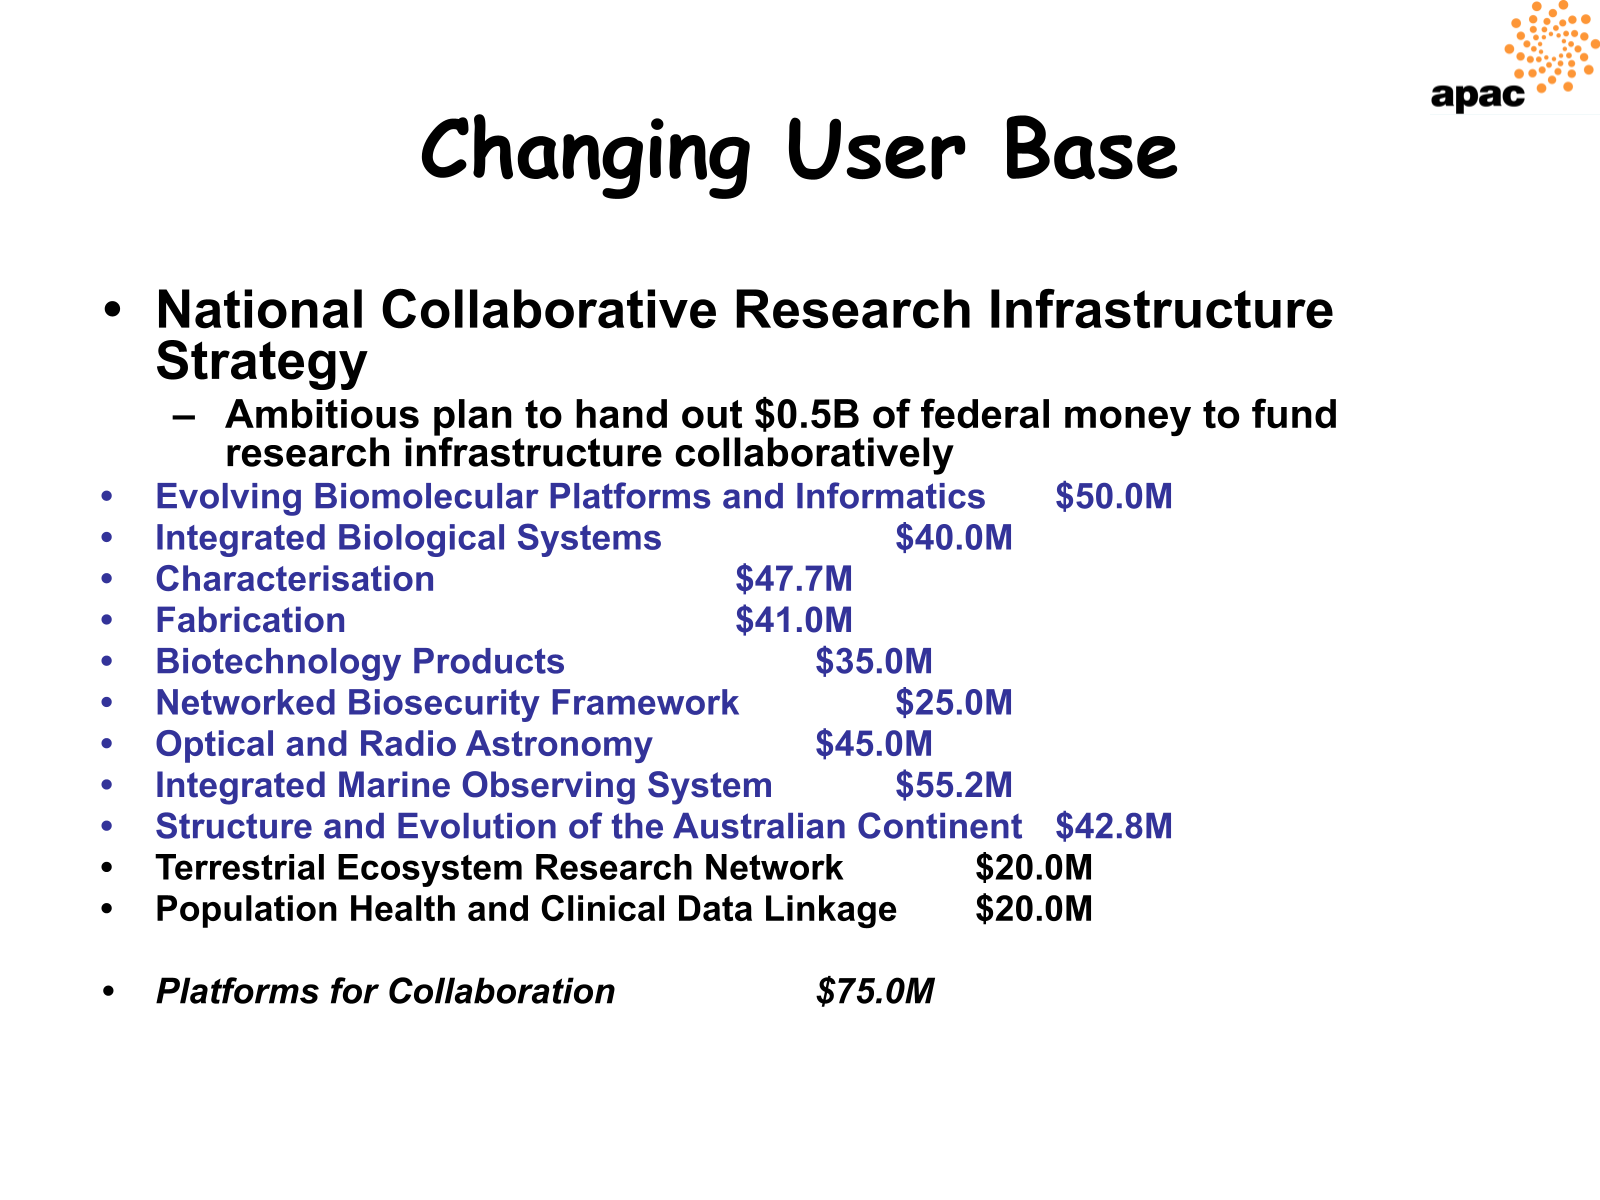 apac
Changing User Base
• National Collaborative Research Infrastructure
Strategy
– Ambitious plan to hand out $0.5B of federal money to fund
research infrastructure collaboratively
• Evolving Biomolecular Platforms and Informatics $50.0M
• Integrated Biological Systems $40.0M
• Characterisation $47.7M
• Fabrication $41.0M
• Biotechnology Products $35.0M
• Networked Biosecurity Framework $25.0M
• Optical and Radio Astronomy $45.0M
• Integrated Marine Observing System $55.2M
• Structure and Evolution of the Australian Continent $42.8M
• Terrestrial Ecosystem Research Network $20.0M
• Population Health and Clinical Data Linkage $20.0M
• Platforms for Collaboration $75.0M